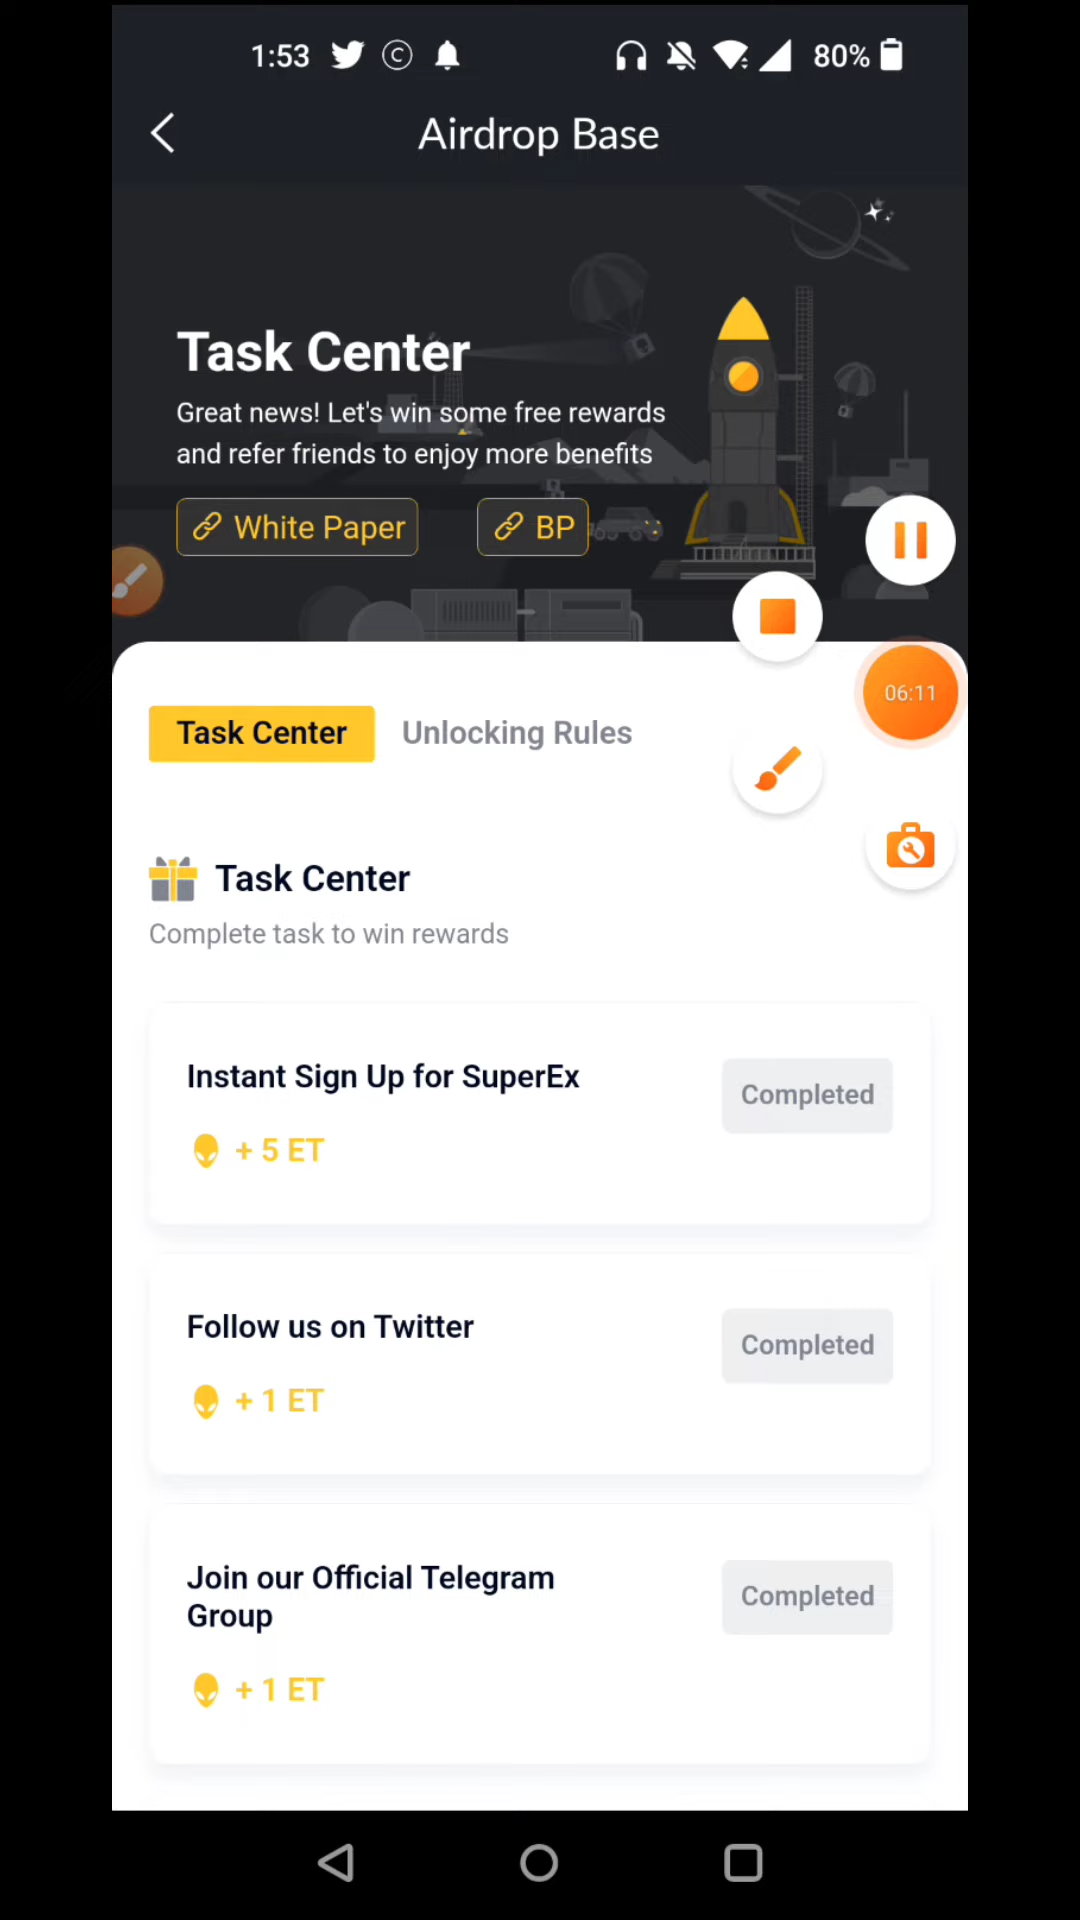 1:53
80%
Airdrop Base
Task Center
Great news! Let's win some free rewards
and refer friends to enjoy more benefits
White Paper
BP
06:11
Task Center
Unlocking Rules
Task Center
Complete task to win rewards
Instant Sign Up for SuperEx
Completed
+ 5 ET
Follow us on Twitter
Completed
+ 1 ET
Join our Official Telegram
Group
Completed
+ 1 ET